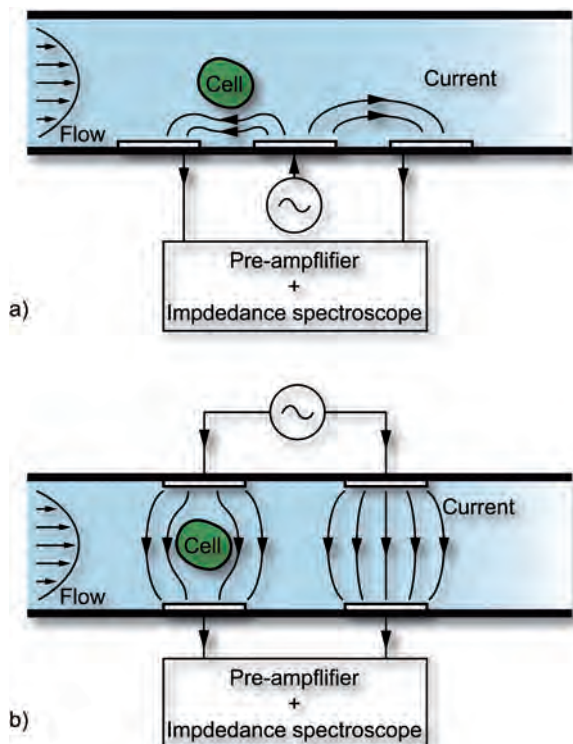 Cell
Current
Flow
Pre-ampflifier
+
Impdedance spectroscope
a)
Current
Cell
Flow
Pre-ampflifier
+
Impdedance spectroscope
b)